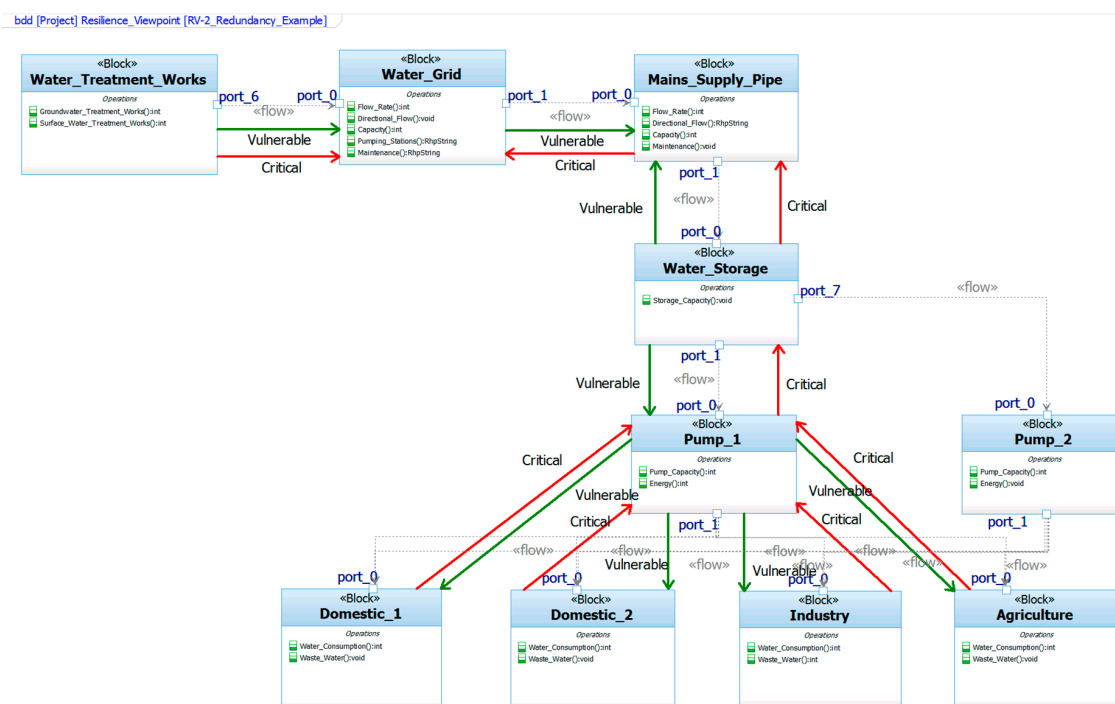 bdd [Project] Resilience_Viewpoint [RV-2_Redundancy_Example]
«Block»
Water_Treatment_Works
Operations
Groundwater_Treatment_Works():int
Surface_Water_Treatment_Works():int
port_6
port_0
«flow»
Vulnerable
Critical
«Block»
Water_Grid
Operations
Flow_Rate():int
Directional_Flow():void
Capacity():int
Pumping_Stations():RhpString
Maintenance():RhpString
port_1
port_0
«flow»
Vulnerable
Critical
«Block»
Mains_Supply_Pipe
Operations
Flow_Rate():int
Directional_Flow():RhpString
Capacity():int
Maintenance():void
port_1
«flow»
Vulnerable
Critical
port_0
«Block»
Water_Storage
Operations
Storage_Capacity():void
port_7
«flow»
port_1
Vulnerable
«flow»
Critical
port_0
port_0
«Block»
Pump_1
Operations
Pump_Capacity():int
Energy():int
«Block»
Pump_2
Operations
Pump_Capacity():int
Energy():void
Critical
Critical
Vulnerable
Vulnerable
Critical
Critical
port_1
port_1
«flow»
«flow»
«flow»
«flow»
Vulnerable
«flow»
Vulnerable
«flow»
«flow»
«flow»
port_0
port_0
port_0
port_0
«Block»
Domestic_1
Operations
Water_Consumption():int
Waste_Water():void
«Block»
Domestic_2
Operations
Water_Consumption():int
Waste_Water():void
«Block»
Industry
Operations
Water_Consumption():int
Waste_Water():int
«Block»
Agriculture
Operations
Water_Consumption():int
Waste_Water():void